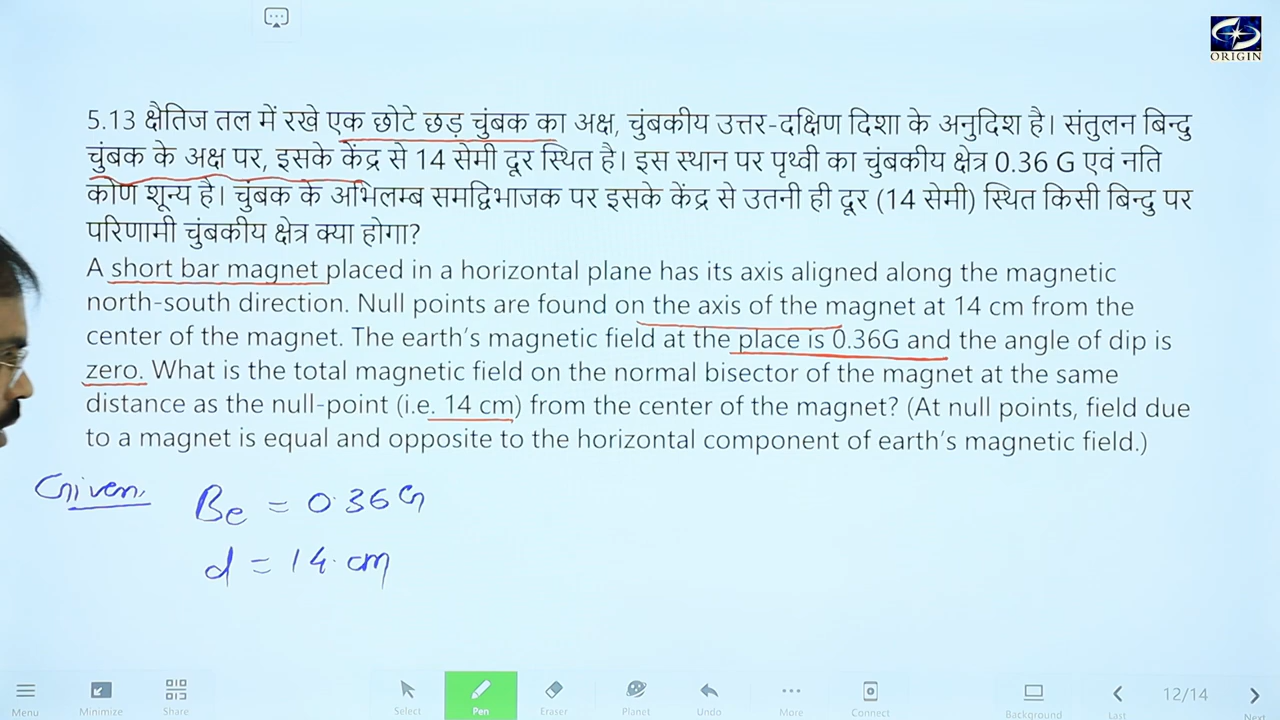 ORIGIN
5.13 क्षैतिज तल में रखे एक छोटे छड़ चुंबक का अक्ष, चुंबकीय उत्तर-दक्षिण दिशा के अनुदिश है। संतुलन बिन्दु
चुंबक के अक्ष पर, इसके केंद्र से 14 सेमी दूर स्थित है। इस स्थान पर पृथ्वी का चुंबकीय क्षेत्र 0.36 G एवं नति
कोण शून्य है। चुंबक के अभिलम्ब समद्विभाजक पर इसके केंद्र से उतनी ही दूर (14 सेमी) स्थित किसी बिन्दु पर
परिणामी चुंबकीय क्षेत्र क्या होगा?
A short bar magnet placed in a horizontal plane has its axis aligned along the magnetic
north-south direction. Null points are found on the axis of the magnet at 14 cm from the
center of the magnet. The earth’s magnetic field at the place is 0.36G and the angle of dip is
zero. What is the total magnetic field on the normal bisector of the magnet at the same
distance as the null-point (i.e. 14 cm) from the center of the magnet? (At null points, field due
to a magnet is equal and opposite to the horizontal component of earth’s magnetic field.)
Given, Be = 0.36 G
d = 14 cm
Menu Minimize Share Select Pen Eraser Planet Undo More Connect Background Last 12/14 Next